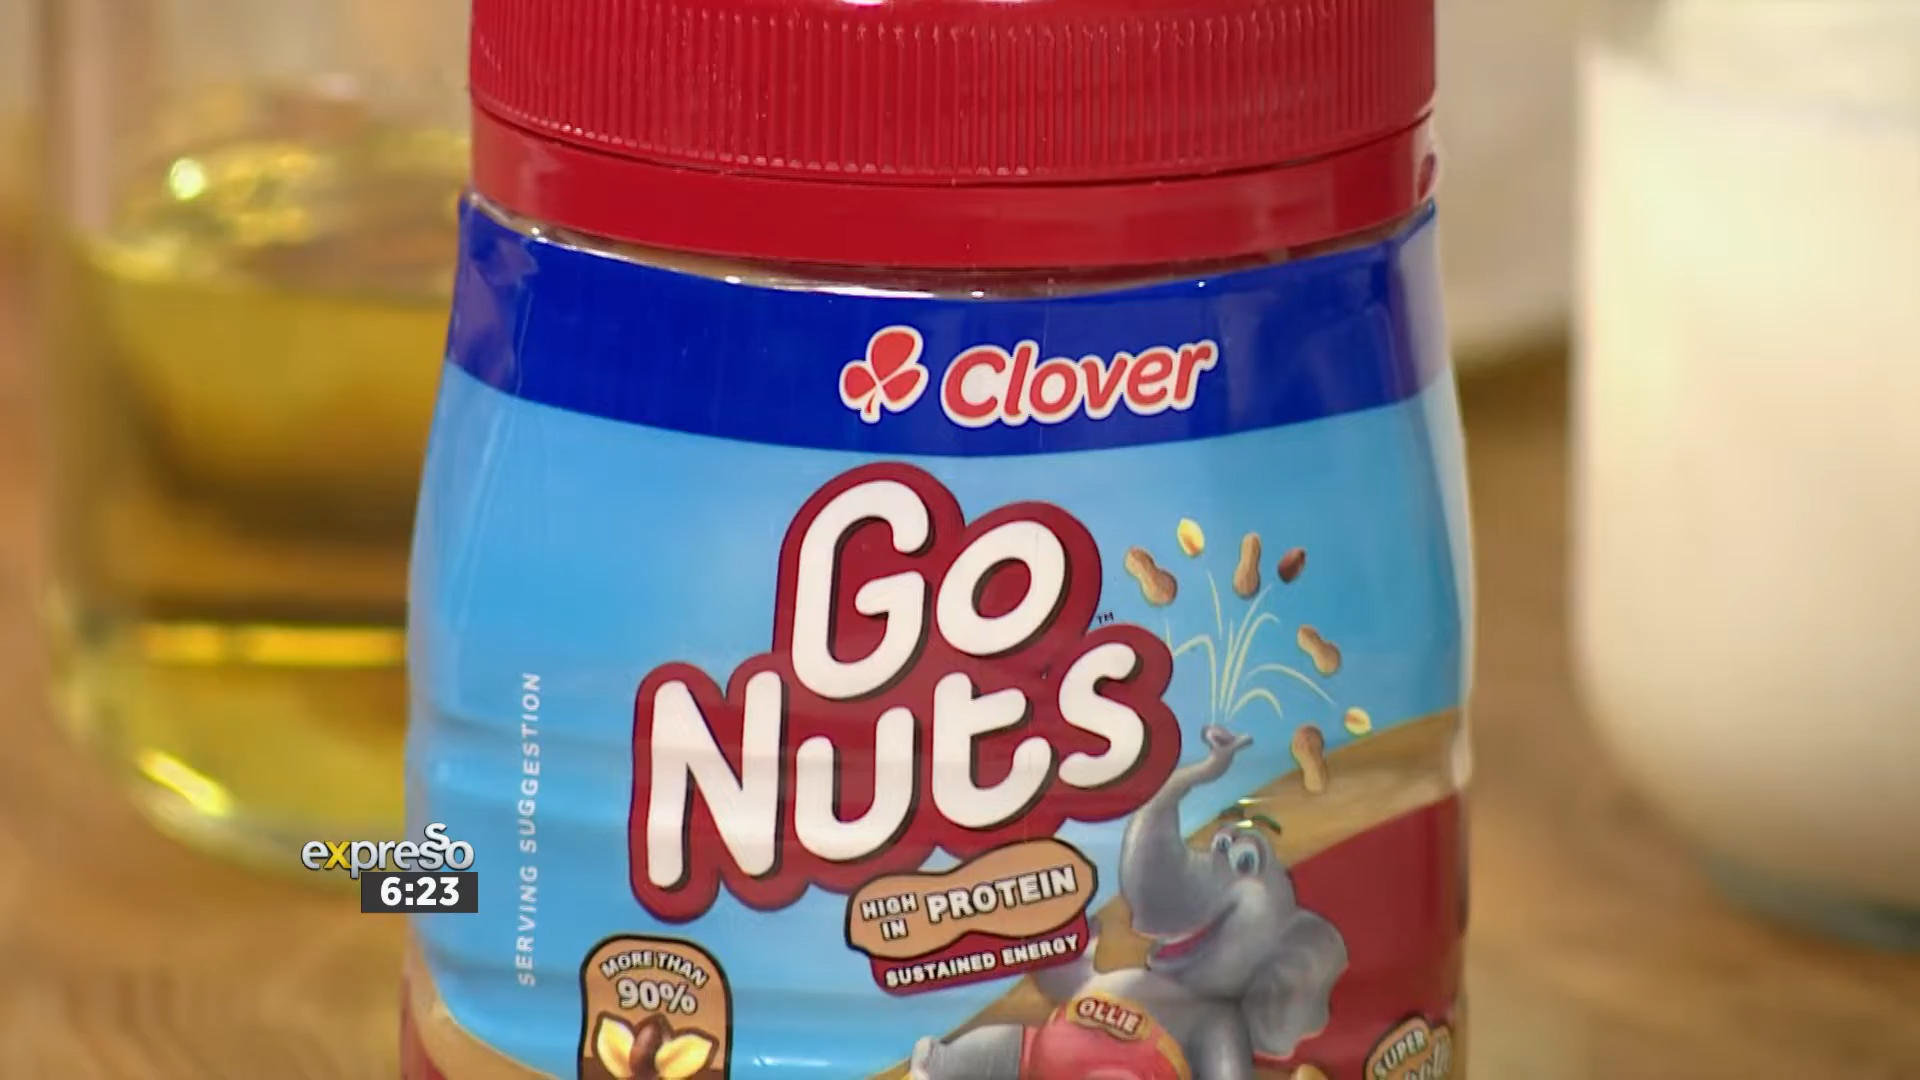 Clover
Go
Nuts
TM
HIGH
IN
PROTEIN
SUSTAINED ENERGY
SERVING SUGGESTION
expresso
6:23
MORE THAN
90%
OLLIE
SUPER